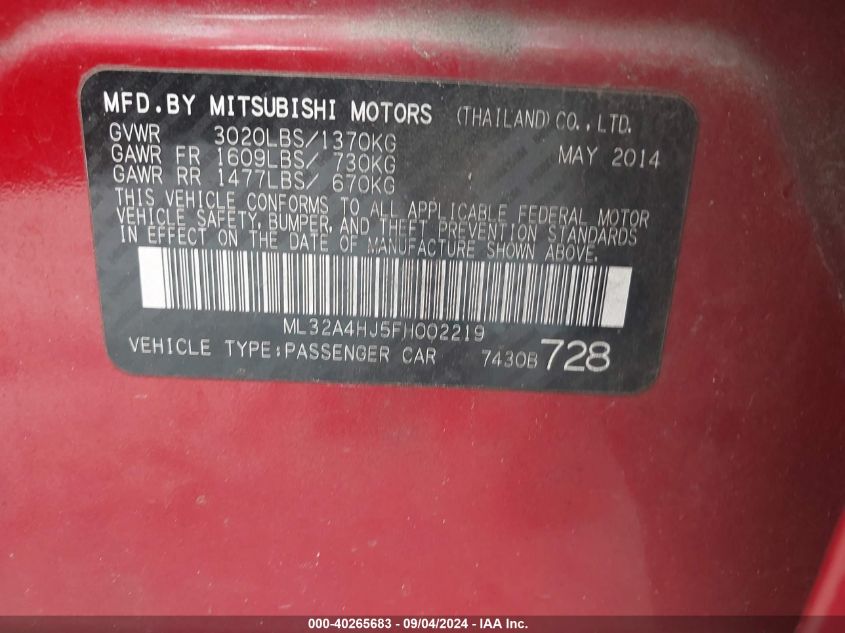 MFD.BY MITSUBISHI MOTORS (THAILAND) CO., LTD.
GVWR 3020LBS/1370KG
GAWR FR 1609LBS/ 730KG MAY 2014
GAWR RR 1477LBS/ 670KG
THIS VEHICLE CONFORMS TO ALL APPLICABLE FEDERAL MOTOR
VEHICLE SAFETY, BUMPER, AND THEFT PREVENTION STANDARDS
IN EFFECT ON THE DATE OF MANUFACTURE SHOWN ABOVE.
ML32A4HJ5FH002219
VEHICLE TYPE:PASSENGER CAR 7430B 728
000-40265683 - 09/04/2024 - IAA Inc.